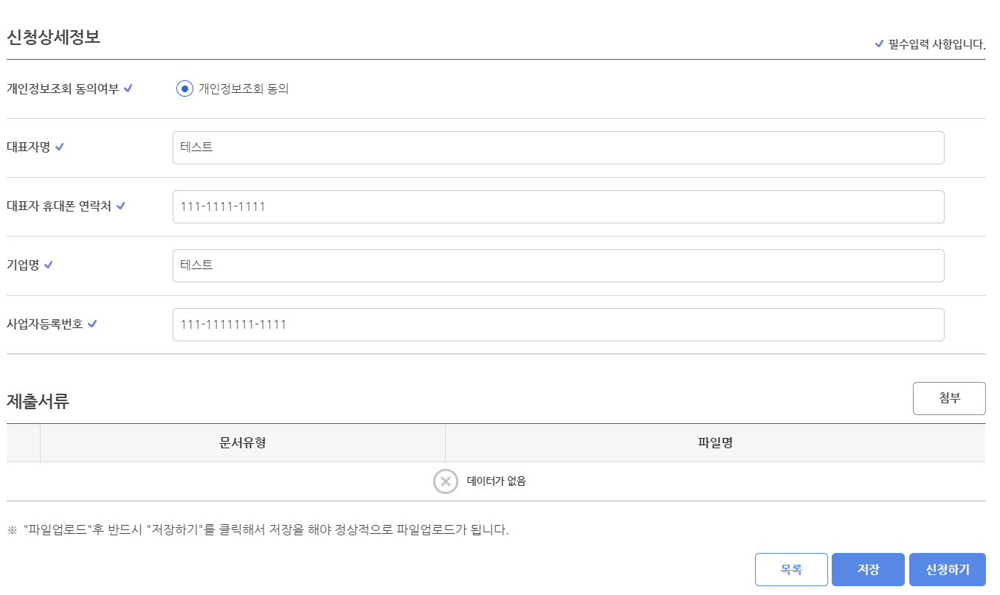 신청상세정보
필수입력 사항입니다.
개인정보조회 동의여부 개인정보조회 동의
대표자명 테스트
대표자 휴대폰 연락처 111-1111-1111
기업명 테스트
사업자등록번호 111-1111111-1111
제출서류 첨부
문서유형 파일명
데이터가 없음
※ "파일업로드"후 반드시 "저장하기"를 클릭해서 저장을 해야 정상적으로 파일업로드가 됩니다.
목록 저장 신청하기